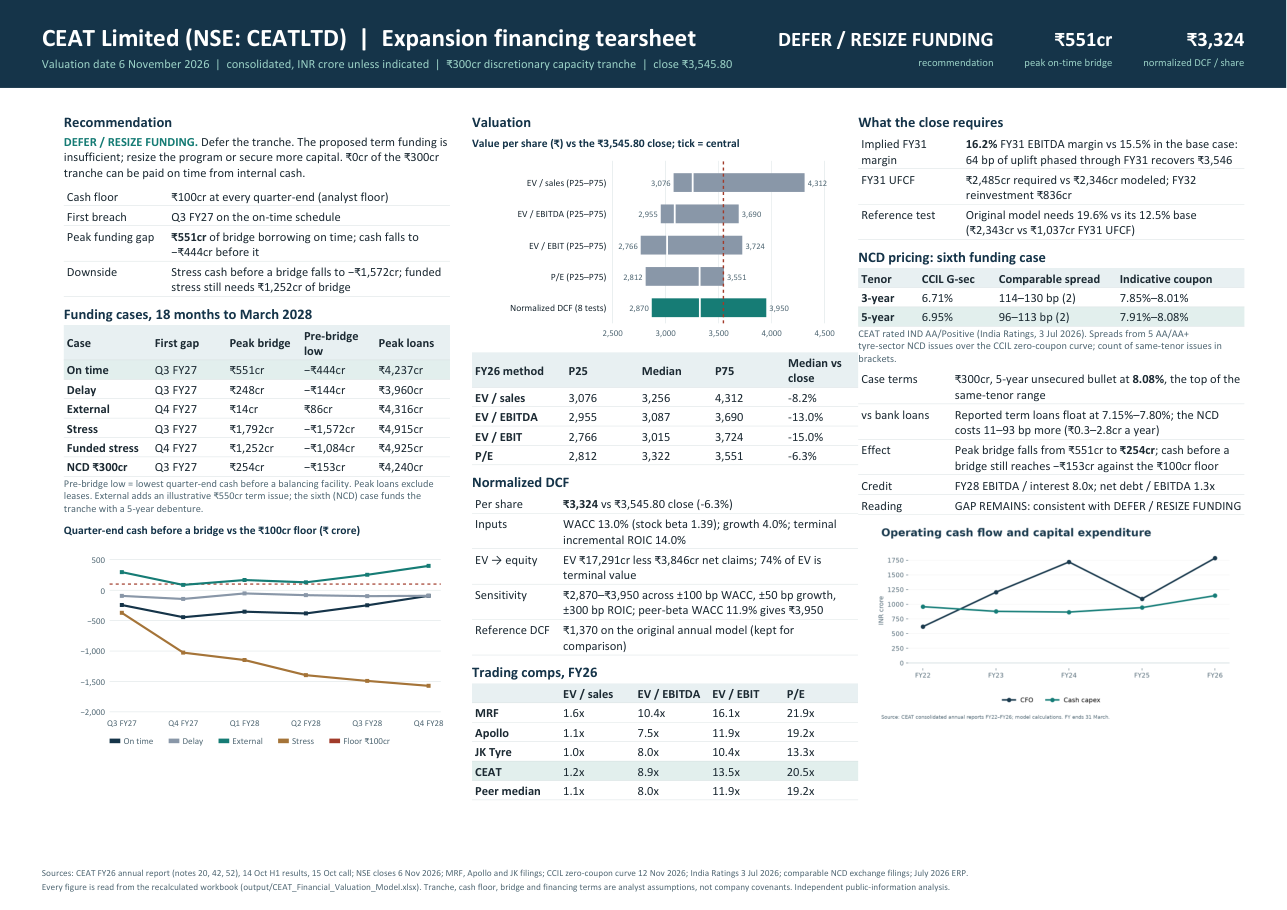 CEAT Limited (NSE: CEATLTD) | Expansion financing tearsheet
Valuation date 6 November 2026 | consolidated, INR crore unless indicated | ₹300cr discretionary capacity tranche | close ₹3,545.80
DEFER / RESIZE FUNDING
recommendation
₹551cr
peak on-time bridge
₹3,324
normalized DCF / share
Recommendation
DEFER / RESIZE FUNDING. Defer the tranche. The proposed term funding is
insufficient; resize the program or secure more capital. ₹0cr of the ₹300cr
tranche can be paid on time from internal cash.
Cash floor ₹100cr at every quarter-end (analyst floor)
First breach Q3 FY27 on the on-time schedule
Peak funding gap ₹551cr of bridge borrowing on time; cash falls to
−₹444cr before it
Downside Stress cash before a bridge falls to −₹1,572cr; funded
stress still needs ₹1,252cr of bridge
Funding cases, 18 months to March 2028
Case First gap Peak bridge Pre-bridge low Peak loans
On time Q3 FY27 ₹551cr −₹444cr ₹4,237cr
Delay Q3 FY27 ₹248cr −₹144cr ₹3,960cr
External Q4 FY27 ₹14cr ₹86cr ₹4,316cr
Stress Q3 FY27 ₹1,792cr −₹1,572cr ₹4,915cr
Funded stress Q4 FY27 ₹1,252cr −₹1,084cr ₹4,925cr
NCD ₹300cr Q3 FY27 ₹254cr −₹153cr ₹4,240cr
Pre-bridge low = lowest quarter-end cash before a balancing facility. Peak loans exclude
leases. External adds an illustrative ₹550cr term issue; the sixth (NCD) case funds the
tranche with a 5-year debenture.
Quarter-end cash before a bridge vs the ₹100cr floor (₹ crore)
500
0
−500
−1,000
−1,500
−2,000
Q3 FY27 Q4 FY27 Q1 FY28 Q2 FY28 Q3 FY28 Q4 FY28
On time Delay External Stress Floor ₹100cr
Valuation
Value per share (₹) vs the ₹3,545.80 close; tick = central
EV / sales (P25–P75) 3,076 4,312
EV / EBITDA (P25–P75) 2,955 3,690
EV / EBIT (P25–P75) 2,766 3,724
P/E (P25–P75) 2,812 3,551
Normalized DCF (8 tests) 2,870 3,950
2,500 3,000 3,500 4,000 4,500
FY26 method P25 Median P75 Median vs close
EV / sales 3,076 3,256 4,312 -8.2%
EV / EBITDA 2,955 3,087 3,690 -13.0%
EV / EBIT 2,766 3,015 3,724 -15.0%
P/E 2,812 3,322 3,551 -6.3%
Normalized DCF
Per share ₹3,324 vs ₹3,545.80 close (-6.3%)
Inputs WACC 13.0% (stock beta 1.39); growth 4.0%; terminal
incremental ROIC 14.0%
EV → equity EV ₹17,291cr less ₹3,846cr net claims; 74% of EV is
terminal value
Sensitivity ₹2,870–₹3,950 across ±100 bp WACC, ±50 bp growth,
±300 bp ROIC; peer-beta WACC 11.9% gives ₹3,950
Reference DCF ₹1,370 on the original annual model (kept for
comparison)
Trading comps, FY26
EV / sales EV / EBITDA EV / EBIT P/E
MRF 1.6x 10.4x 16.1x 21.9x
Apollo 1.1x 7.5x 11.9x 19.2x
JK Tyre 1.0x 8.0x 10.4x 13.3x
CEAT 1.2x 8.9x 13.5x 20.5x
Peer median 1.1x 8.0x 11.9x 19.2x
What the close requires
Implied FY31 margin 16.2% FY31 EBITDA margin vs 15.5% in the base case:
64 bp of uplift phased through FY31 recovers ₹3,546
FY31 UFCF ₹2,485cr required vs ₹2,346cr modeled; FY32
reinvestment ₹836cr
Reference test Original model needs 19.6% vs its 12.5% base
(₹2,343cr vs ₹1,037cr FY31 UFCF)
NCD pricing: sixth funding case
Tenor CCIL G-sec Comparable spread Indicative coupon
3-year 6.71% 114–130 bp (2) 7.85%–8.01%
5-year 6.95% 96–113 bp (2) 7.91%–8.08%
CEAT rated IND AA/Positive (India Ratings, 3 Jul 2026). Spreads from 5 AA/AA+
tyre-sector NCD issues over the CCIL zero-coupon curve; count of same-tenor issues in
brackets.
Case terms ₹300cr, 5-year unsecured bullet at 8.08%, the top of the
same-tenor range
vs bank loans Reported term loans float at 7.15%–7.80%; the NCD
costs 11–93 bp more (₹0.3–2.8cr a year)
Effect Peak bridge falls from ₹551cr to ₹254cr; cash before a
bridge still reaches −₹153cr against the ₹100cr floor
Credit FY28 EBITDA / interest 8.0x; net debt / EBITDA 1.3x
Reading GAP REMAINS: consistent with DEFER / RESIZE FUNDING
Operating cash flow and capital expenditure
INR crore
1750
1500
1250
1000
750
500
250
0
FY22 FY23 FY24 FY25 FY26
CFO Cash capex
Source: CEAT consolidated annual reports FY22–FY26; model calculations. FY ends 31 March.
Sources: CEAT FY26 annual report (notes 20, 42, 52), 14 Oct H1 results, 15 Oct call; NSE closes 6 Nov 2026; MRF, Apollo and JK filings; CCIL zero-coupon curve 12 Nov 2026; India Ratings 3 Jul 2026; comparable NCD exchange filings; July 2026 ERP.
Every figure is read from the recalculated workbook (output/CEAT_Financial_Valuation_Model.xlsx). Tranche, cash floor, bridge and financing terms are analyst assumptions, not company covenants. Independent public-information analysis.